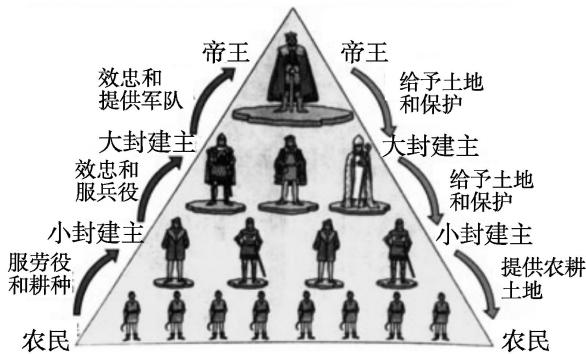 帝王
帝王
效忠和
提供军队
给予土地
和保护
大封建主
大封建主
效忠和
服兵役
给予土地
和保护
小封建主
小封建主
服劳役
和耕种
提供农耕
土地
农民
农民